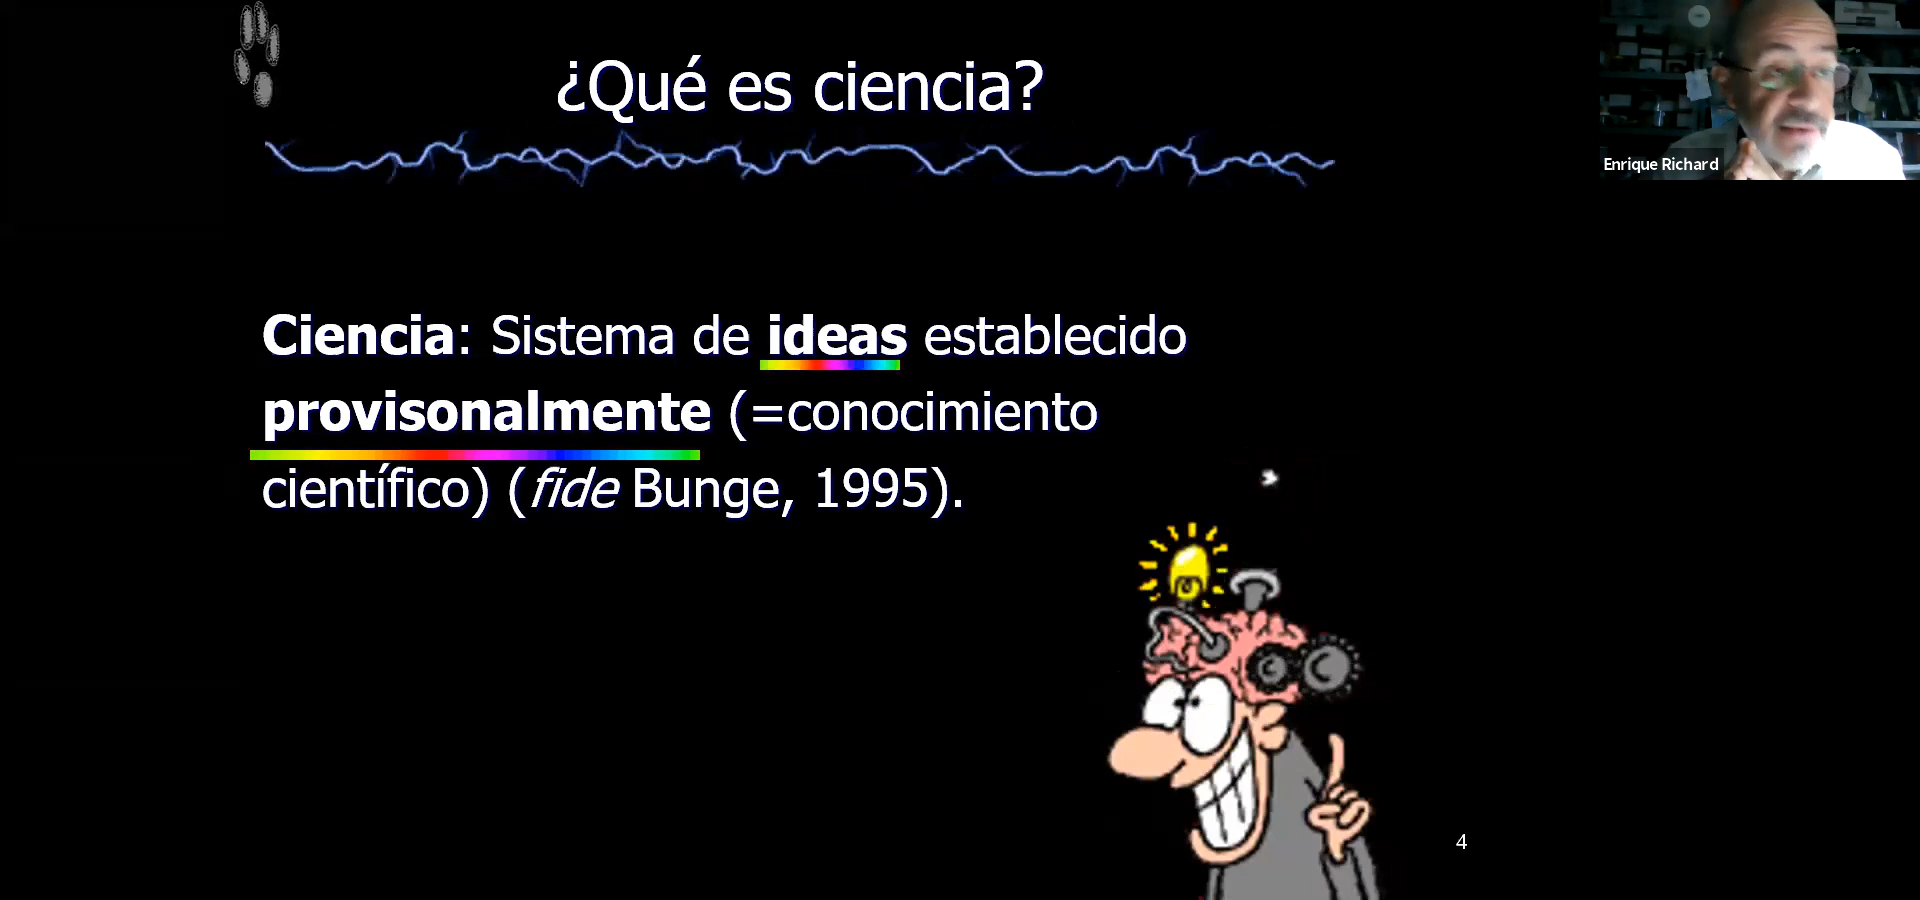 ¿Qué es ciencia?
Enrique Richard
Ciencia: Sistema de ideas establecido
provisonalmente (=conocimiento
científico) (fide Bunge, 1995).
4